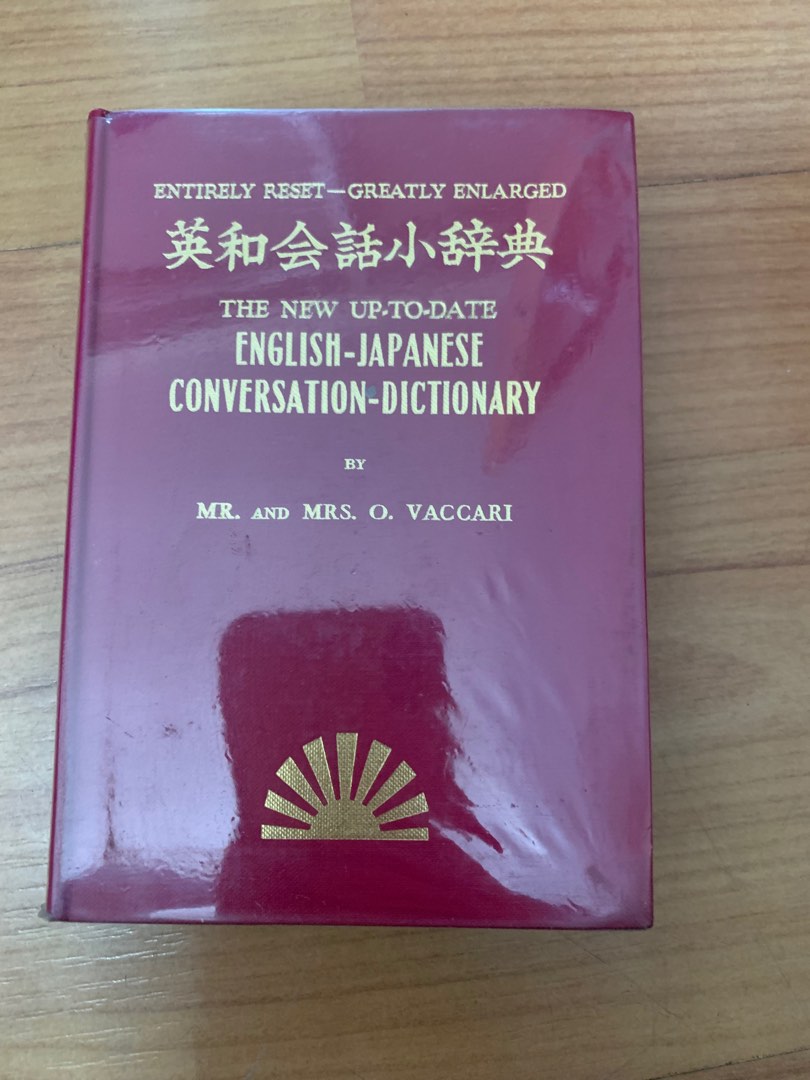 ENTIRELY RESET—GREATLY ENLARGED
英和会話小辞典
THE NEW UP-TO-DATE
ENGLISH-JAPANESE
CONVERSATION-DICTIONARY
BY
MR. AND MRS. O. VACCARI